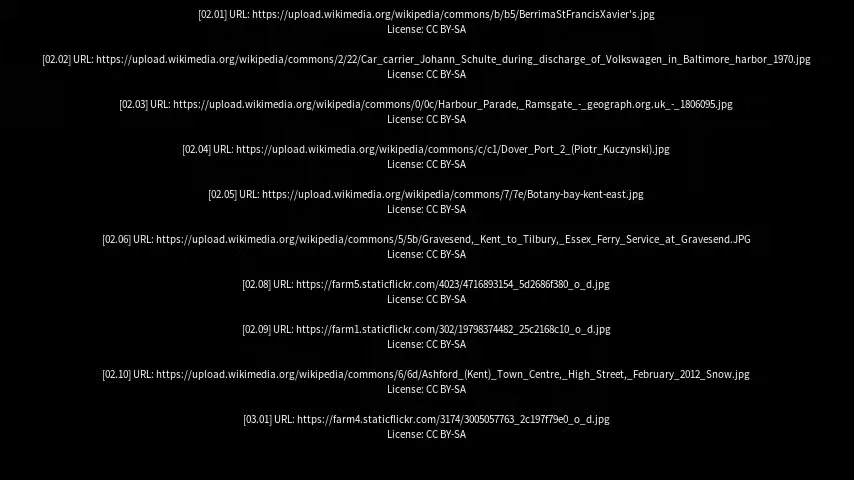 [02.01] URL: https://upload.wikimedia.org/wikipedia/commons/b/b5/BerrimaStFrancisXavier's.jpg
License: CC BY-SA
[02.02] URL: https://upload.wikimedia.org/wikipedia/commons/2/22/Car_carrier_Johann_Schulte_during_discharge_of_Volkswagen_in_Baltimore_harbor_1970.jpg
License: CC BY-SA
[02.03] URL: https://upload.wikimedia.org/wikipedia/commons/0/0c/Harbour_Parade,_Ramsgate_-_geograph.org.uk_-_1806095.jpg
License: CC BY-SA
[02.04] URL: https://upload.wikimedia.org/wikipedia/commons/c/c1/Dover_Port_2_(Piotr_Kuczynski).jpg
License: CC BY-SA
[02.05] URL: https://upload.wikimedia.org/wikipedia/commons/7/7e/Botany-bay-kent-east.jpg
License: CC BY-SA
[02.06] URL: https://upload.wikimedia.org/wikipedia/commons/5/5b/Gravesend,_Kent_to_Tilbury,_Essex_Ferry_Service_at_Gravesend.JPG
License: CC BY-SA
[02.08] URL: https://farm5.staticflickr.com/4023/4716893154_5d2686f380_o_d.jpg
License: CC BY-SA
[02.09] URL: https://farm1.staticflickr.com/302/19798374482_25c2168c10_o_d.jpg
License: CC BY-SA
[02.10] URL: https://upload.wikimedia.org/wikipedia/commons/6/6d/Ashford_(Kent)_Town_Centre,_High_Street,_February_2012_Snow.jpg
License: CC BY-SA
[03.01] URL: https://farm4.staticflickr.com/3174/3005057763_2c197f79e0_o_d.jpg
License: CC BY-SA